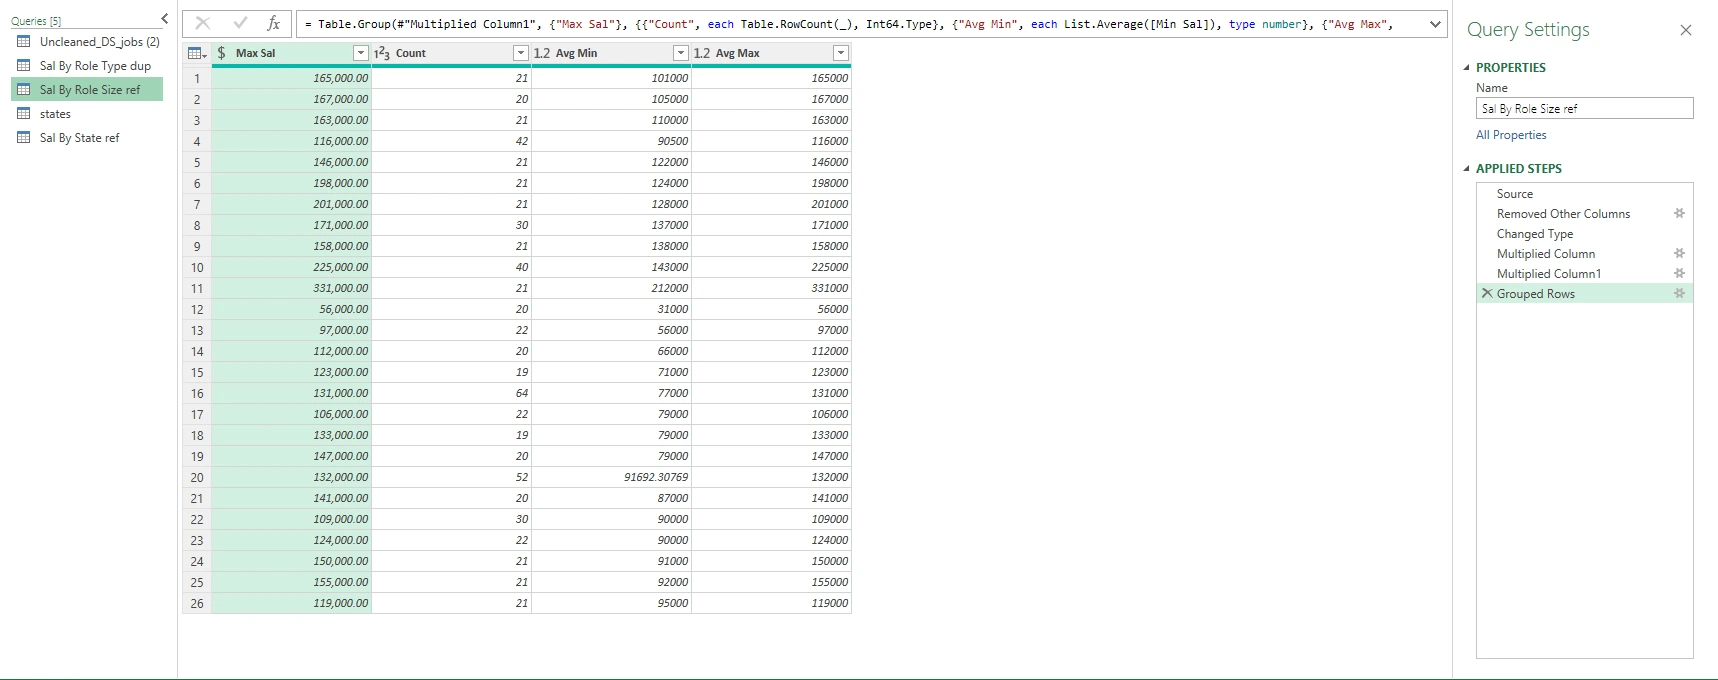 Queries [5]
Uncleaned_DS_jobs (2)
Sal By Role Type dup
Sal By Role Size ref
states
Sal By State ref
fx
= Table.Group(#"Multiplied Column1", {"Max Sal"}, {{"Count", each Table.RowCount(_), Int64.Type}, {"Avg Min", each List.Average([Min Sal]), type number}, {"Avg Max",
$ Max Sal 123 Count 1.2 Avg Min 1.2 Avg Max
1 165,000.00 21 101000 165000
2 167,000.00 20 105000 167000
3 163,000.00 21 110000 163000
4 116,000.00 42 90500 116000
5 146,000.00 21 122000 146000
6 198,000.00 21 124000 198000
7 201,000.00 21 128000 201000
8 171,000.00 30 137000 171000
9 158,000.00 21 138000 158000
10 225,000.00 40 143000 225000
11 331,000.00 21 212000 331000
12 56,000.00 20 31000 56000
13 97,000.00 22 56000 97000
14 112,000.00 20 66000 112000
15 123,000.00 19 71000 123000
16 131,000.00 64 77000 131000
17 106,000.00 22 79000 106000
18 133,000.00 19 79000 133000
19 147,000.00 20 79000 147000
20 132,000.00 52 91692.30769 132000
21 141,000.00 20 87000 141000
22 109,000.00 30 90000 109000
23 124,000.00 22 90000 124000
24 150,000.00 21 91000 150000
25 155,000.00 21 92000 155000
26 119,000.00 21 95000 119000
Query Settings
PROPERTIES
Name
Sal By Role Size ref
All Properties
APPLIED STEPS
Source
Removed Other Columns
Changed Type
Multiplied Column
Multiplied Column1
Grouped Rows